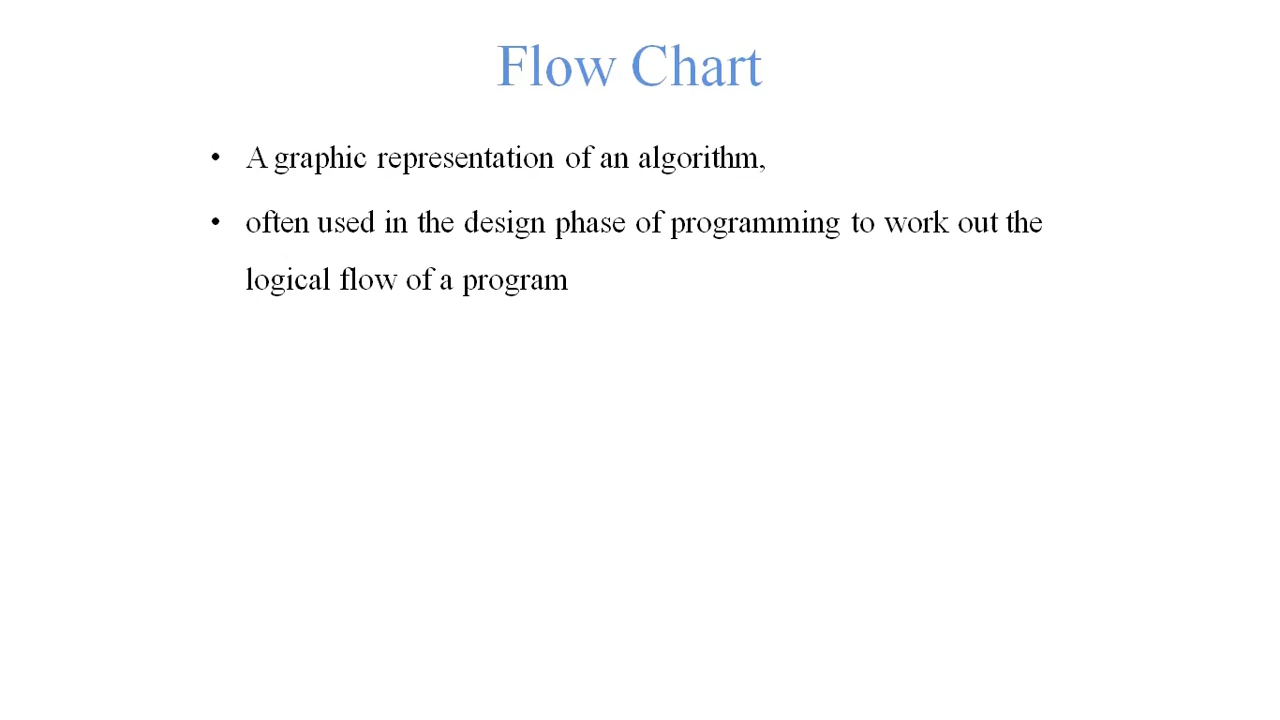 Flow Chart
• A graphic representation of an algorithm,
• often used in the design phase of programming to work out the
logical flow of a program